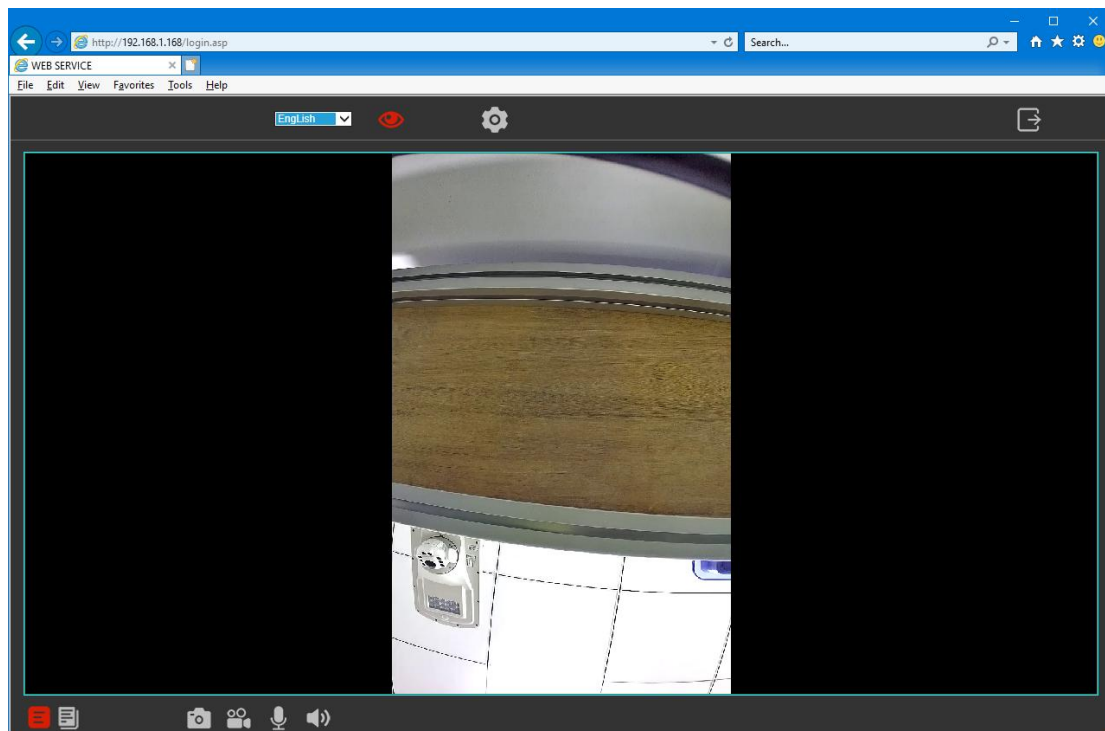 http://192.168.1.168/login.asp
Search...
WEB SERVICE
File Edit View Favorites Tools Help
EngLish